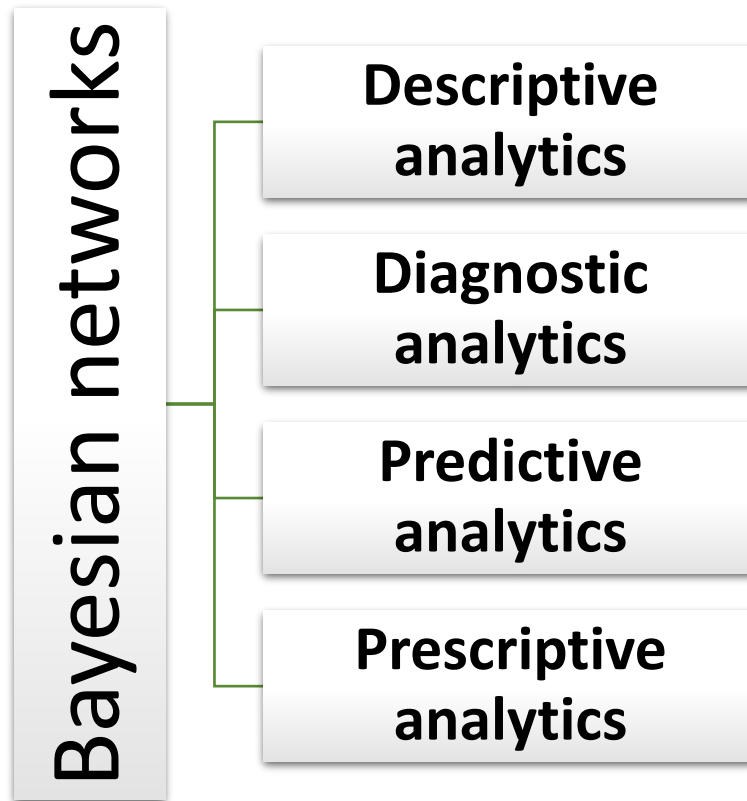 Bayesian networks
Descriptive
analytics
Diagnostic
analytics
Predictive
analytics
Prescriptive
analytics